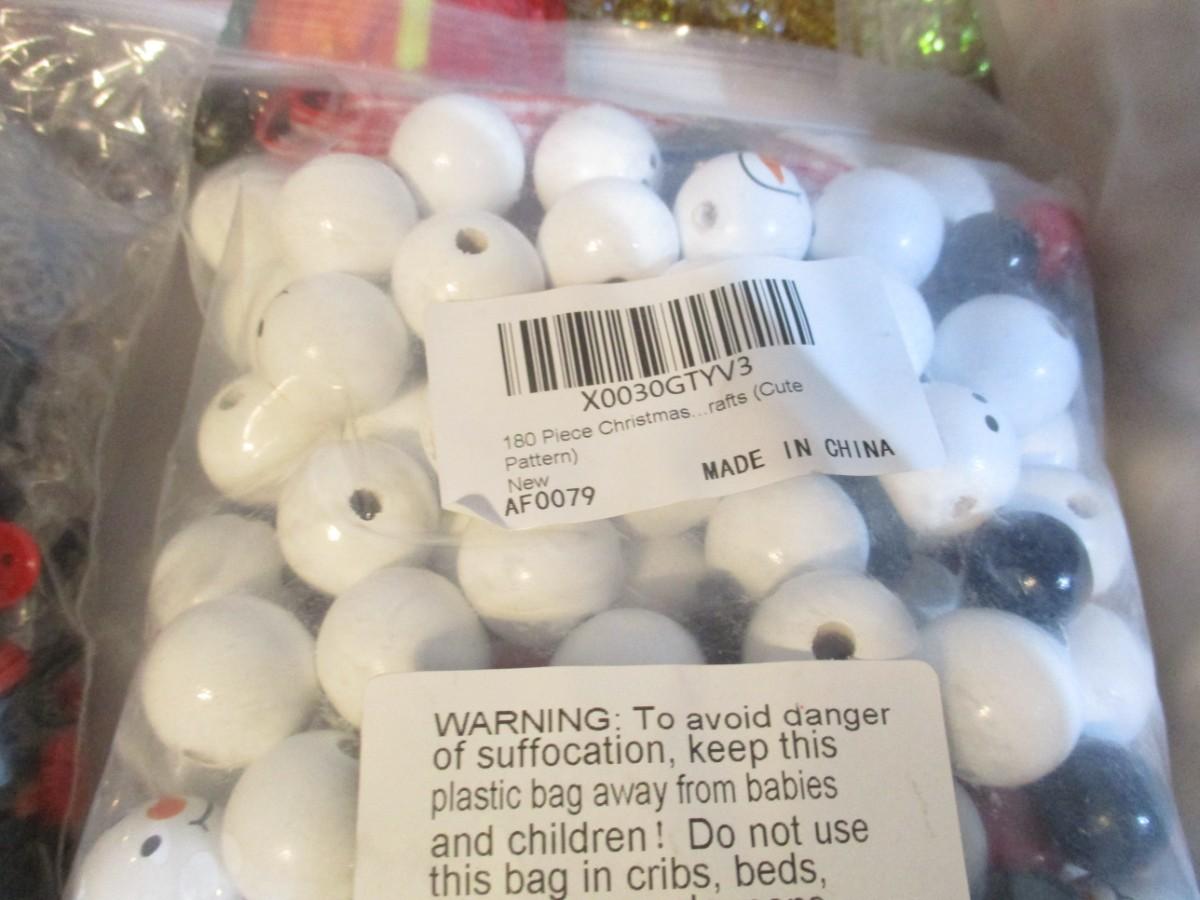 X0030GTYV3
180 Piece Christmas...rafts (Cute
Pattern)
New
MADE IN CHINA
AF0079
WARNING: To avoid danger
of suffocation, keep this
plastic bag away from babies
and children! Do not use
this bag in cribs, beds,